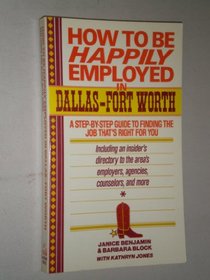 HOW TO BE
HAPPILY
EMPLOYED
IN
DALLAS-FORT WORTH
A STEP-BY-STEP GUIDE TO FINDING THE
JOB THAT'S RIGHT FOR YOU
Including an insider's
directory to the area's
employers, agencies,
counselors, and more
JANICE BENJAMIN
& BARBARA BLOCK
WITH KATHRYN JONES